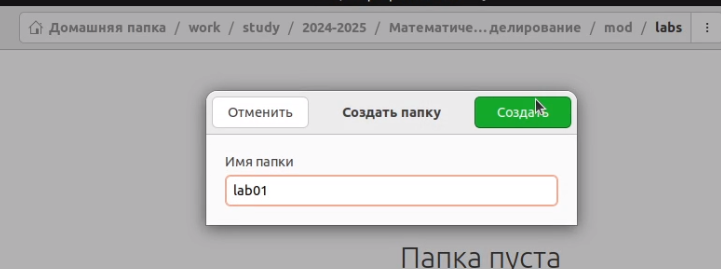 Домашняя папка / work / study / 2024-2025 / Математиче…делирование / mod / labs
Отменить Создать папку Создать
Имя папки
lab01
Папка пуста